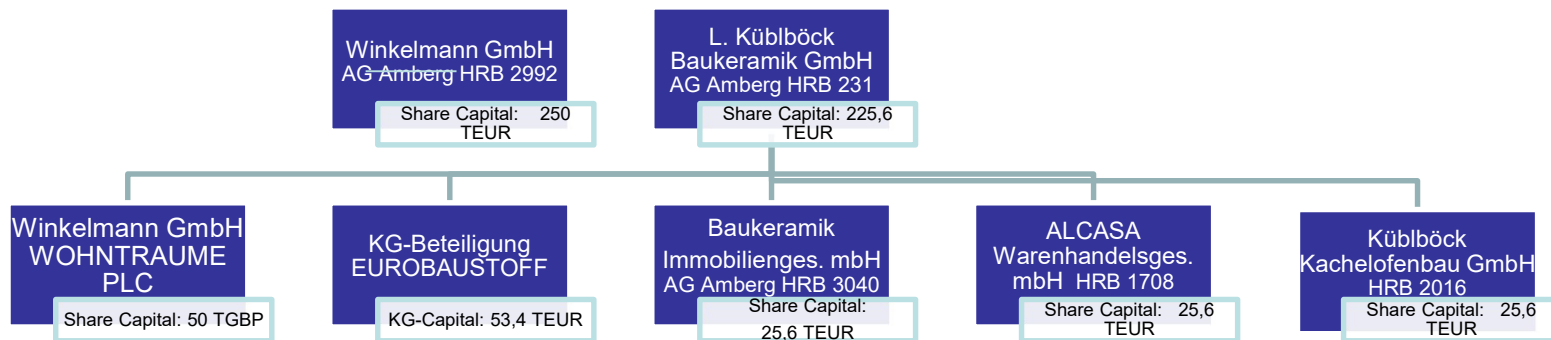 Winkelmann GmbH
AG Amberg HRB 2992
Share Capital: 250
TEUR
L. Küblböck
Baukeramik GmbH
AG Amberg HRB 231
Share Capital: 225,6
TEUR
Winkelmann GmbH
WOHNTRAUME
PLC
Share Capital: 50 TGBP
KG-Beteiligung
EUROBAUSTOFF
KG-Capital: 53,4 TEUR
Baukeramik
Immobilienges. mbH
AG Amberg HRB 3040
Share Capital:
25,6 TEUR
ALCASA
Warenhandelsges.
mbH HRB 1708
Share Capital: 25,6
TEUR
Küblböck
Kachelofenbau GmbH
HRB 2016
Share Capital: 25,6
TEUR